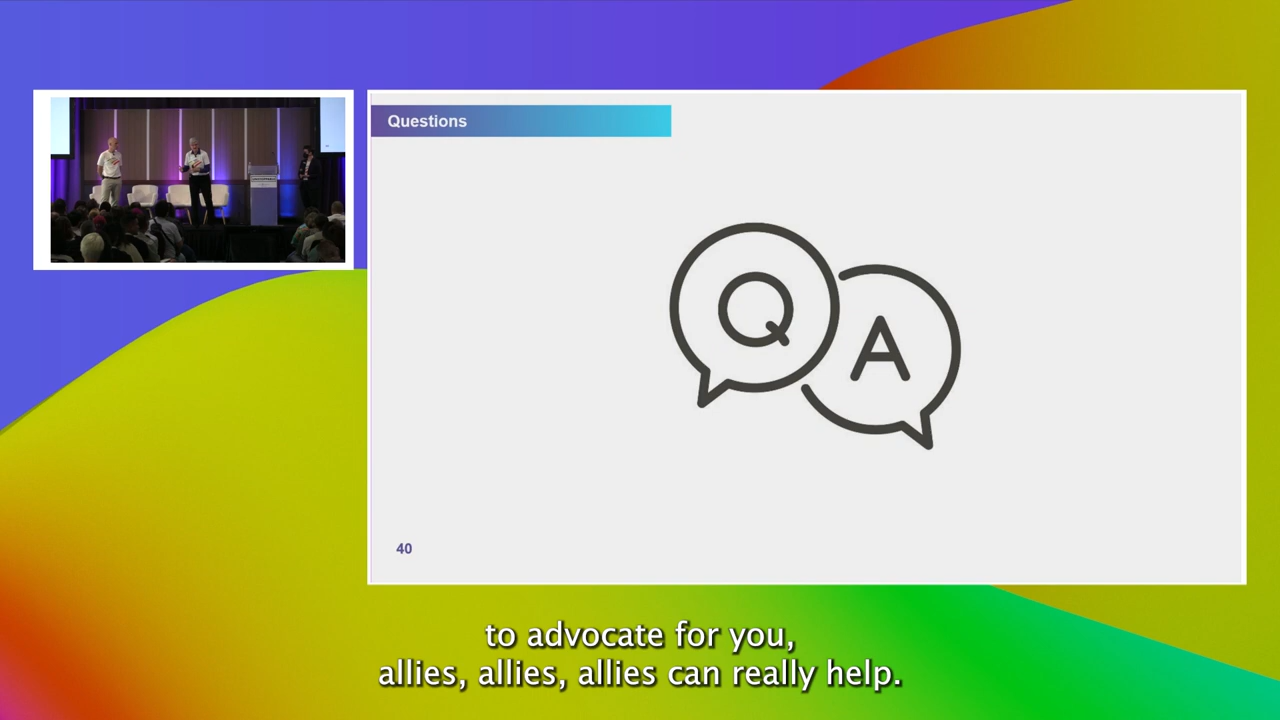 Questions
Q
A
40
to advocate for you,
allies, allies, allies can really help.